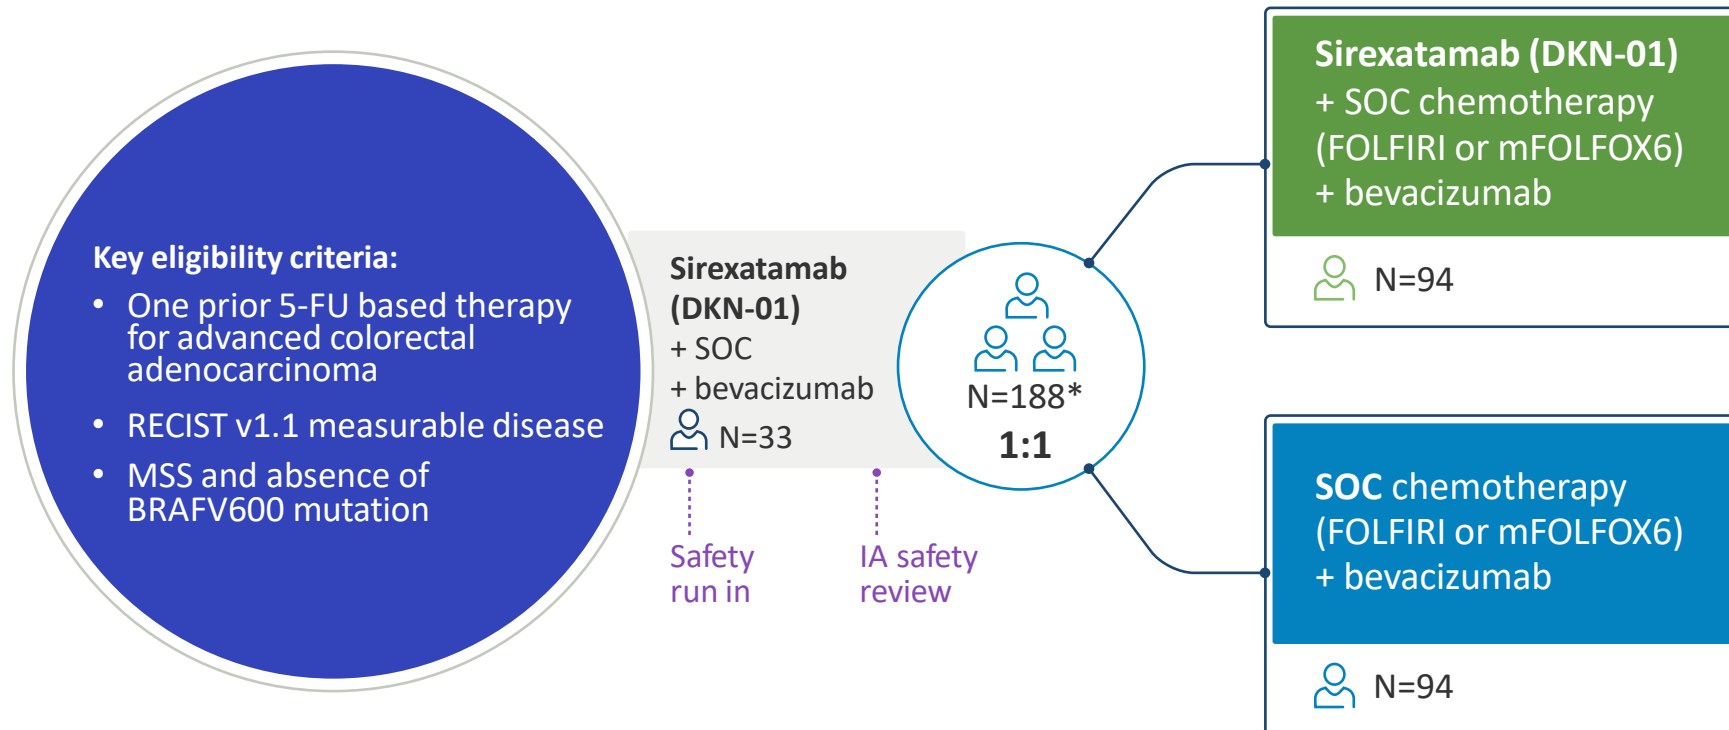 Key eligibility criteria:
• One prior 5-FU based therapy
for advanced colorectal
adenocarcinoma
• RECIST v1.1 measurable disease
• MSS and absence of
BRAFV600 mutation
Sirexatamab
(DKN-01)
+ SOC
+ bevacizumab
N=33
Safety
run in
IA safety
review
N=188*
1:1
Sirexatamab (DKN-01)
+ SOC chemotherapy
(FOLFIRI or mFOLFOX6)
+ bevacizumab
N=94
SOC chemotherapy
(FOLFIRI or mFOLFOX6)
+ bevacizumab
N=94